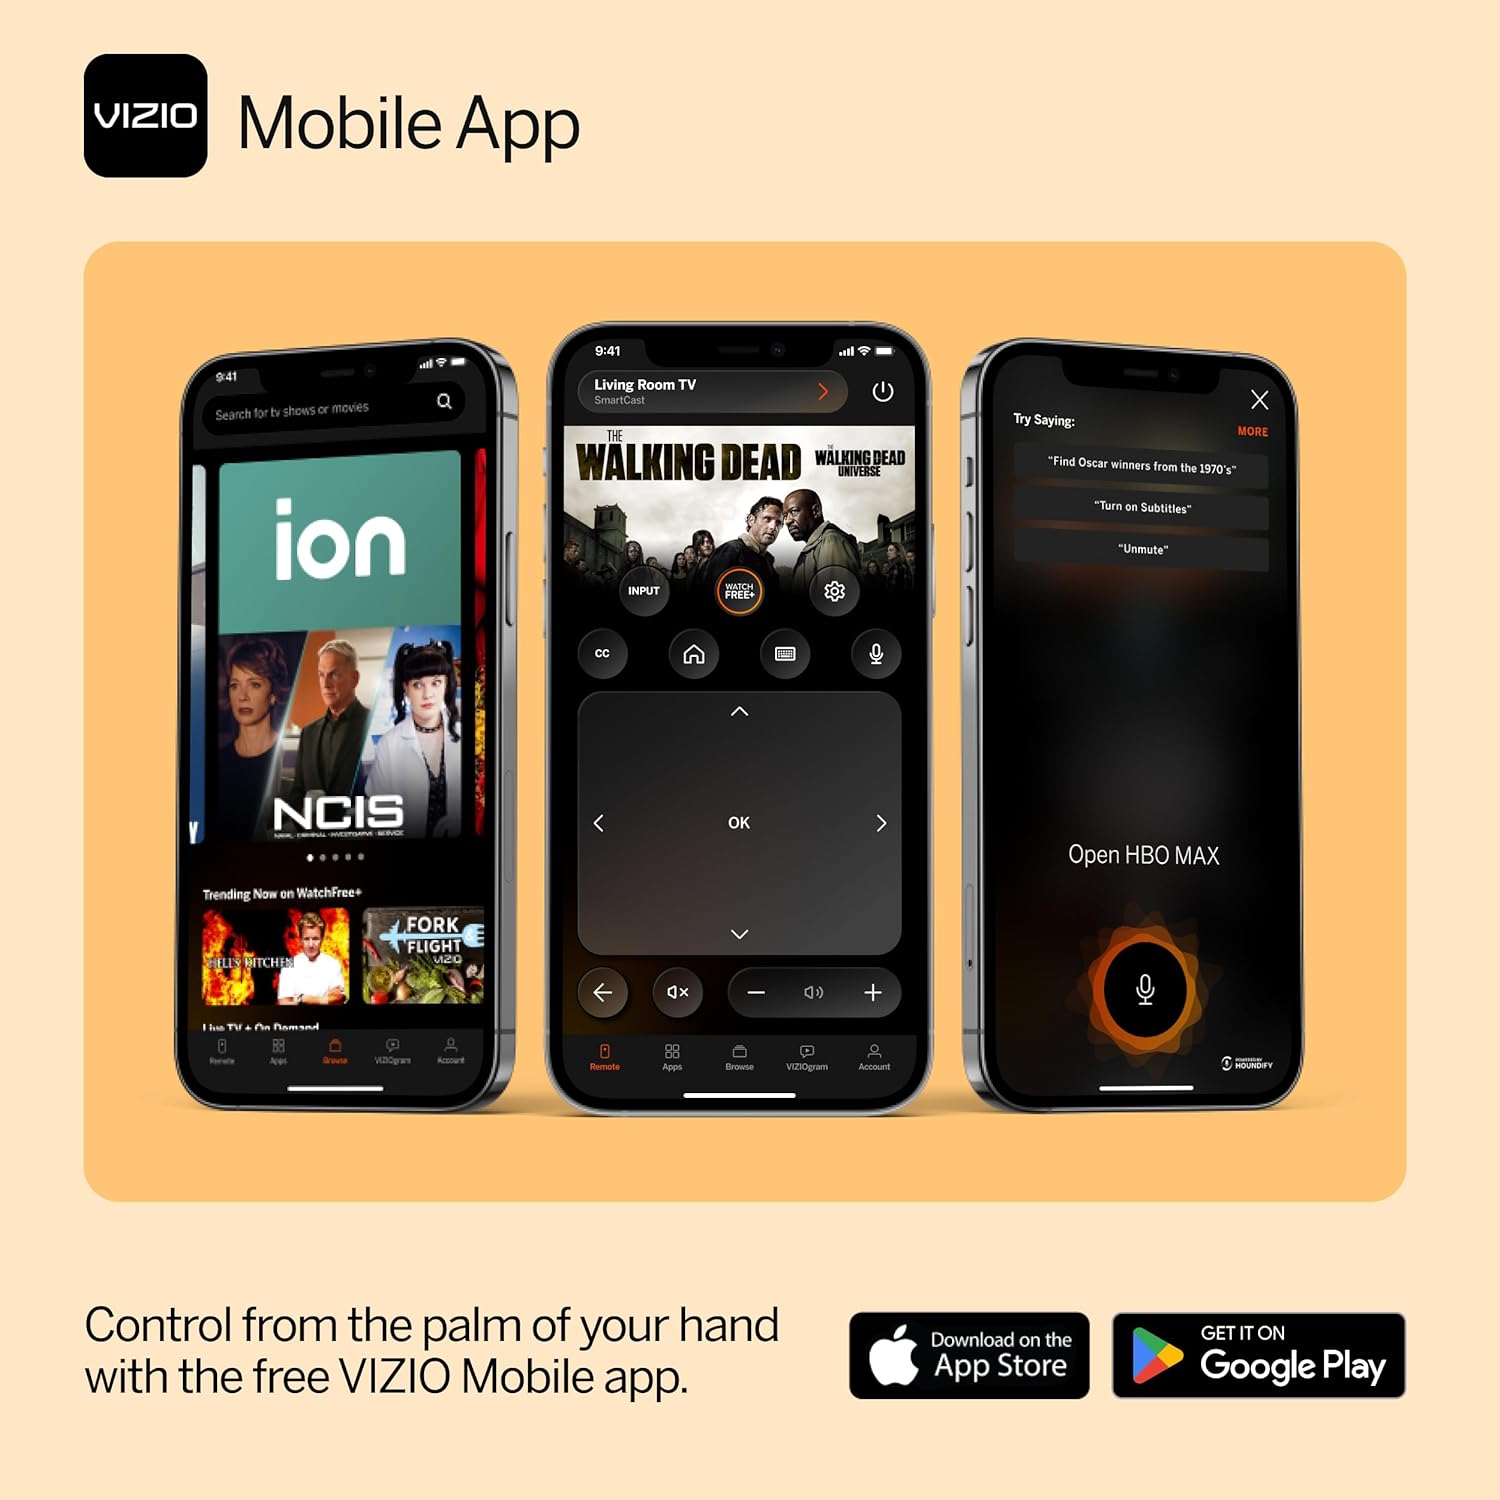 VIZIO
Mobile App
9:41
Search for tv shows or movies
ion
NCIS
NAVAL · CRIMINAL · INVESTIGATIVE · SERVICE
Trending Now on WatchFree+
HELL'S KITCHEN
FORK
&
FLIGHT
VIZIO
Live TV + On Demand
Remote
Apps
Browse
VIZIOgram
Account
9:41
Living Room TV
SmartCast
THE
WALKING DEAD
THE
WALKING DEAD
UNIVERSE
INPUT
WATCH
FREE+
CC
OK
Remote
Apps
Browse
VIZIOgram
Account
Try Saying:
MORE
“Find Oscar winners from the 1970's”
“Turn on Subtitles”
“Unmute”
Open HBO MAX
POWERED BY
HOUNDIFY
Control from the palm of your hand
with the free VIZIO Mobile app.
Download on the
App Store
GET IT ON
Google Play